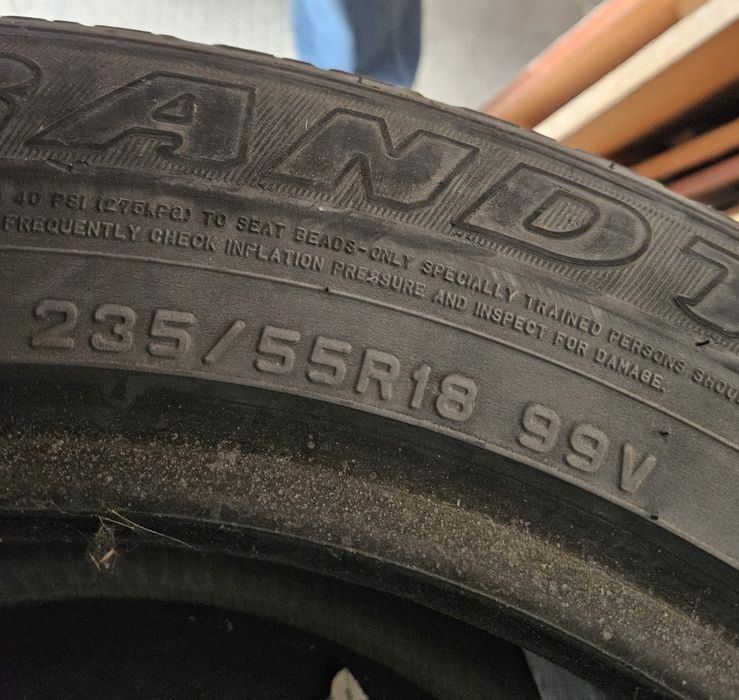 RANDT
40 PSI (275kPa) TO SEAT BEADS-ONLY SPECIALLY TRAINED PERSONS SHOUL
FREQUENTLY CHECK INFLATION PRESSURE AND INSPECT FOR DAMAGE.
235/55R18 99V